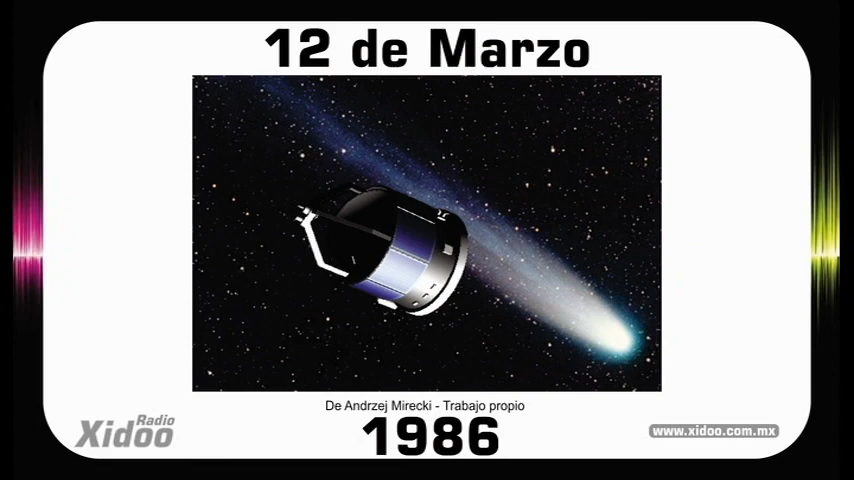 12 de Marzo
De Andrzej Mirecki - Trabajo propio
1986
Radio
Xidoo
www.xidoo.com.mx